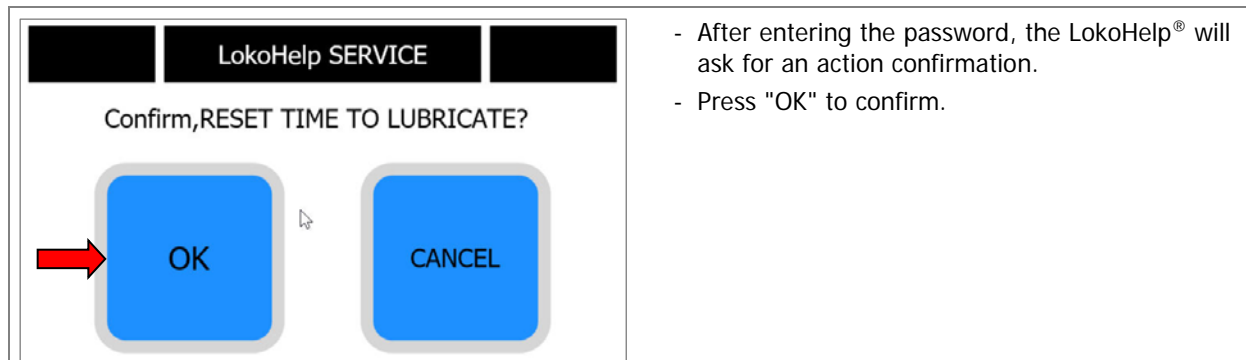 LokoHelp SERVICE
Confirm,RESET TIME TO LUBRICATE?
OK
CANCEL
- After entering the password, the LokoHelp® will
ask for an action confirmation.
- Press "OK" to confirm.